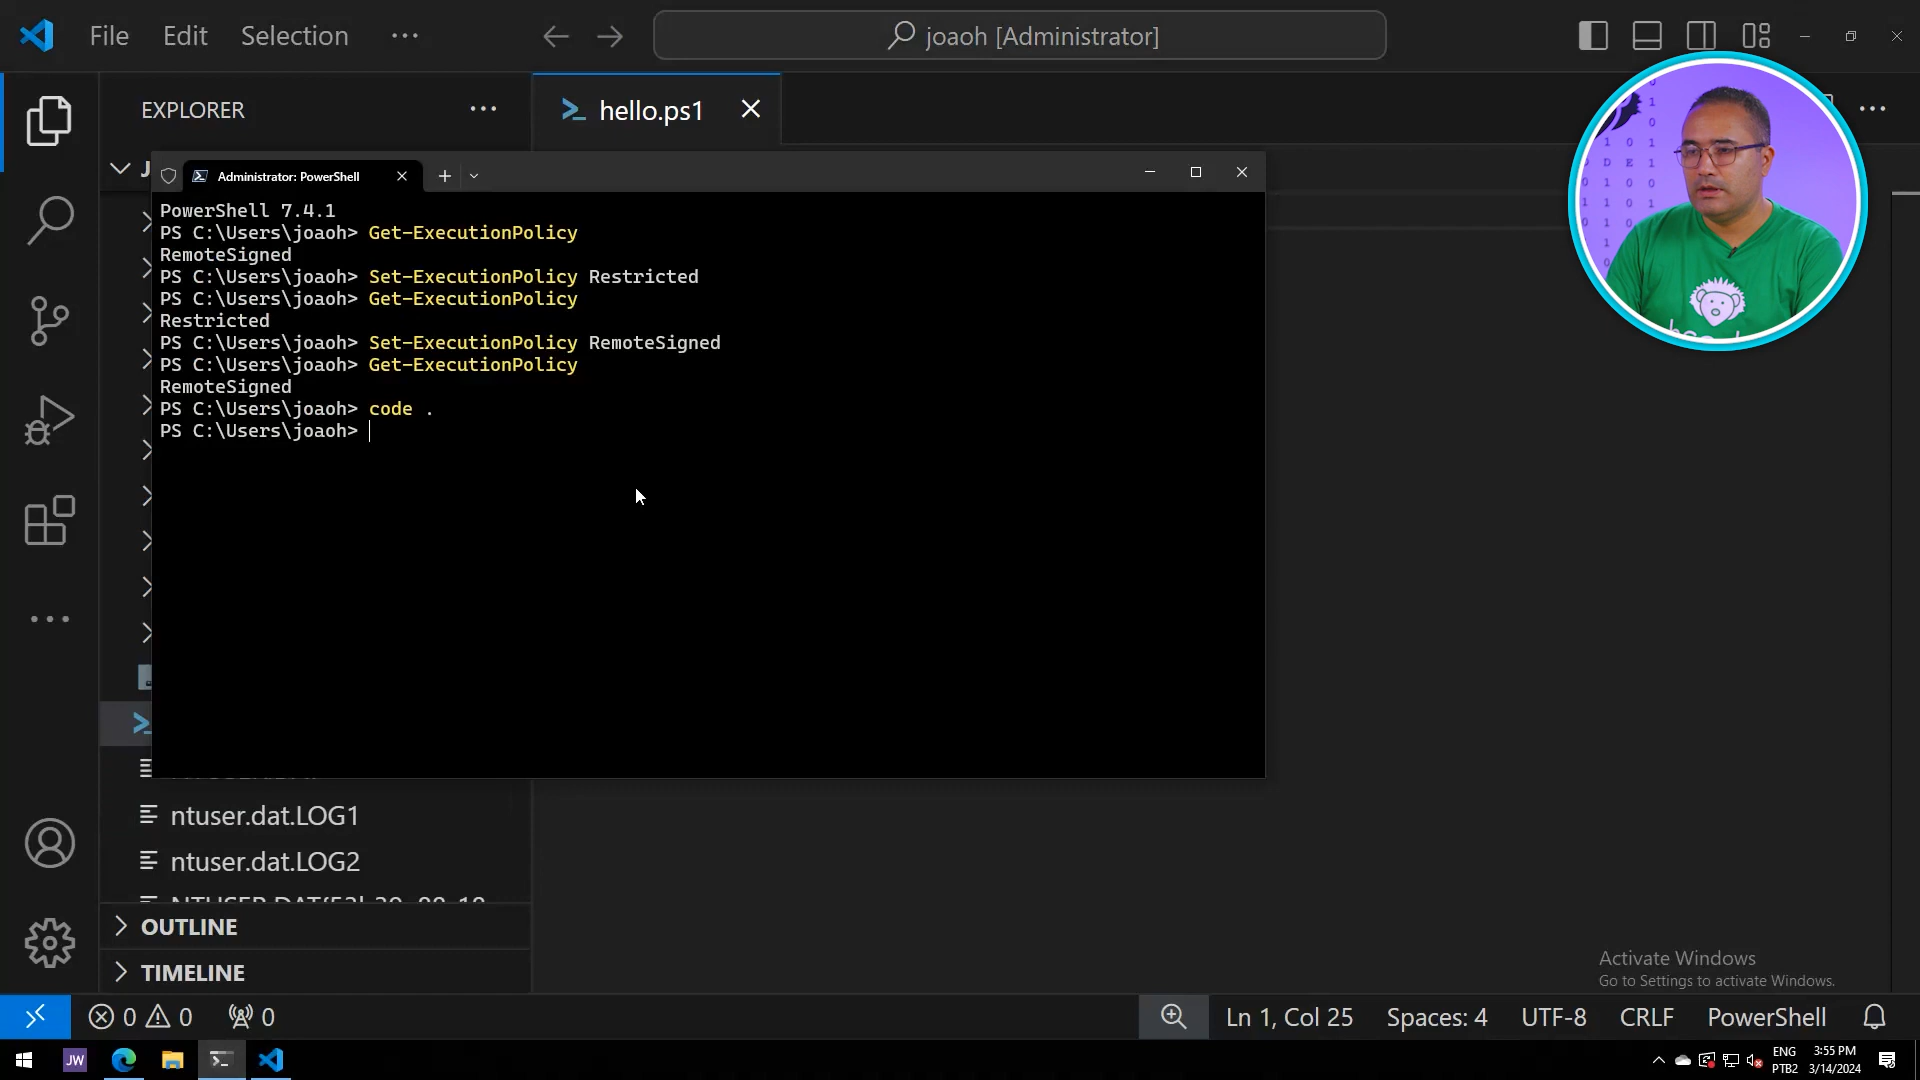 File Edit Selection ···
joaoh [Administrator]
EXPLORER ···
hello.ps1
Administrator: PowerShell
PowerShell 7.4.1
PS C:\Users\joaoh> Get-ExecutionPolicy
RemoteSigned
PS C:\Users\joaoh> Set-ExecutionPolicy Restricted
PS C:\Users\joaoh> Get-ExecutionPolicy
Restricted
PS C:\Users\joaoh> Set-ExecutionPolicy RemoteSigned
PS C:\Users\joaoh> Get-ExecutionPolicy
RemoteSigned
PS C:\Users\joaoh> code .
PS C:\Users\joaoh>
ntuser.dat.LOG1
ntuser.dat.LOG2
OUTLINE
TIMELINE
Activate Windows
Go to Settings to activate Windows.
0 0 0
Ln 1, Col 25 Spaces: 4 UTF-8 CRLF PowerShell
JW
ENG
PTB2
3:55 PM
3/14/2024